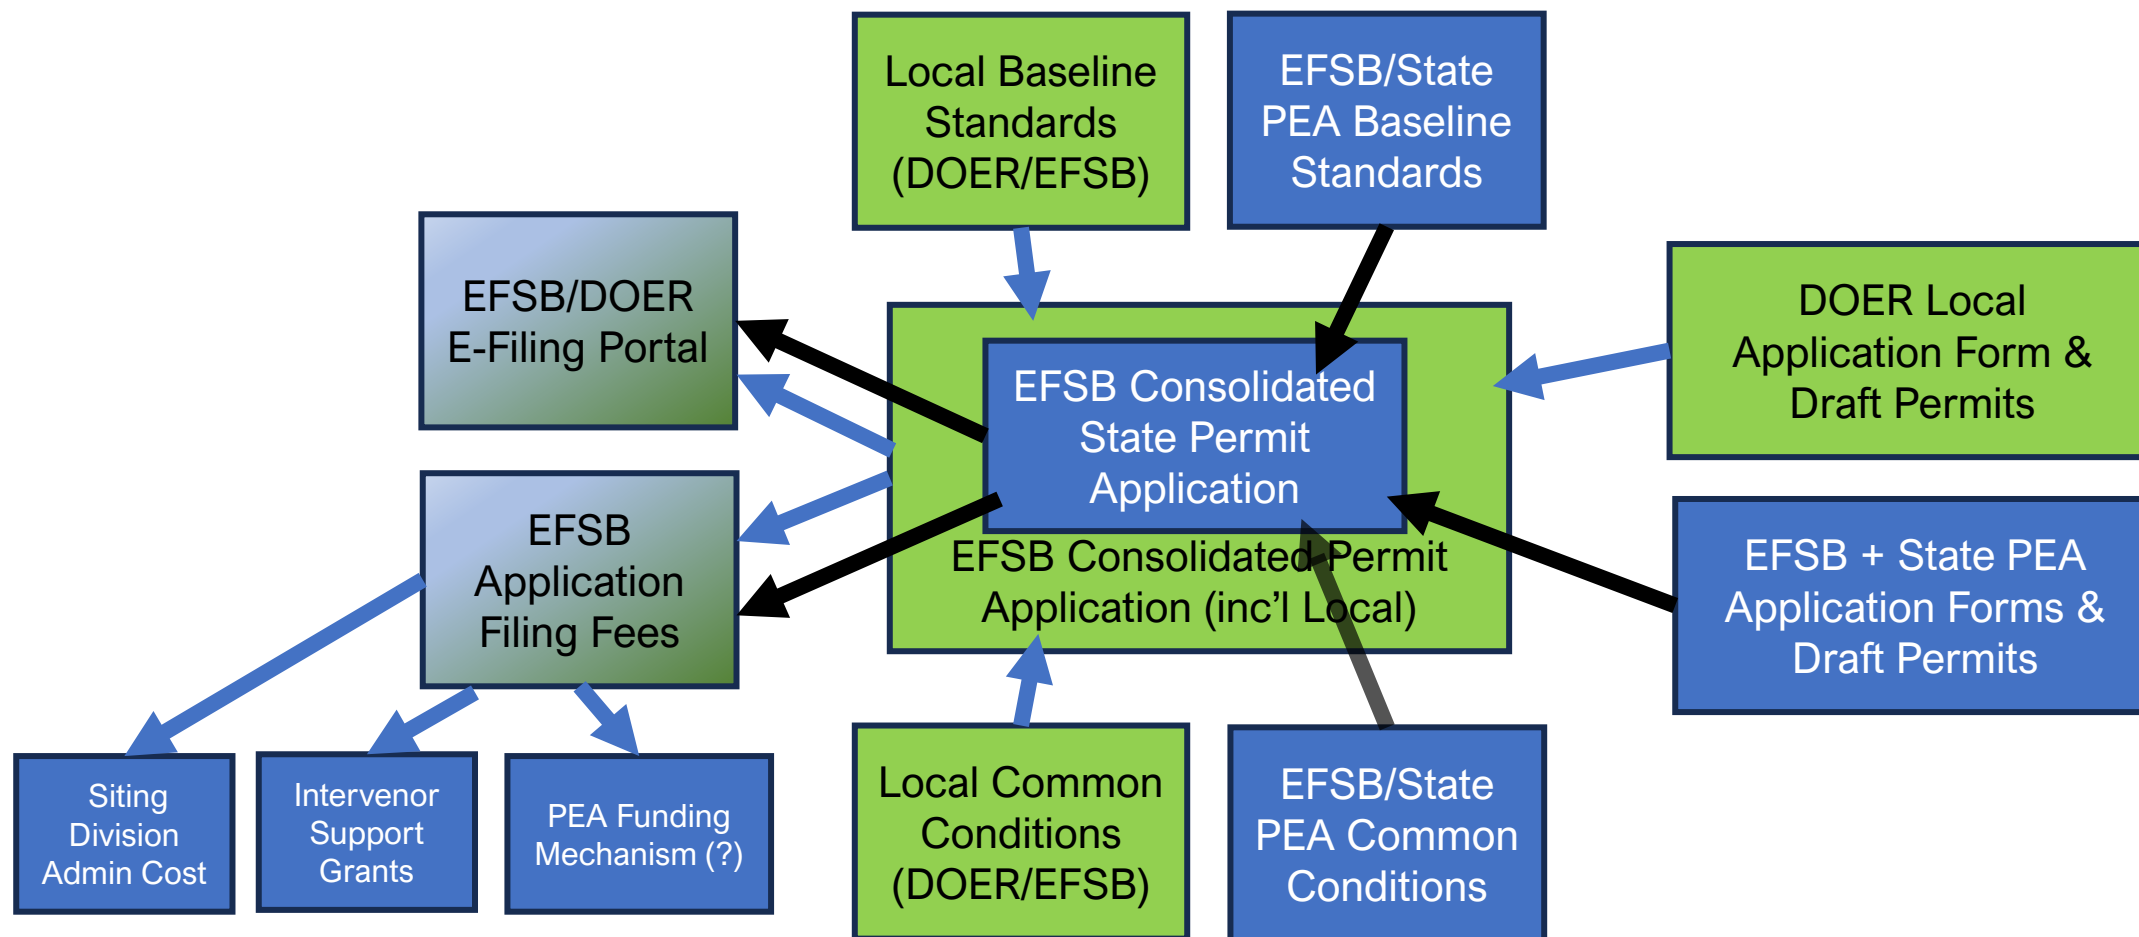 Local Baseline
Standards
(DOER/EFSB)
EFSB/State
PEA Baseline
Standards
EFSB/DOER
E-Filing Portal
DOER Local
Application Form &
Draft Permits
EFSB Consolidated
State Permit
Application
EFSB Consolidated Permit
Application (inc’l Local)
EFSB
Application
Filing Fees
EFSB + State PEA
Application Forms &
Draft Permits
Siting
Division
Admin Cost
Intervenor
Support
Grants
PEA Funding
Mechanism (?)
Local Common
Conditions
(DOER/EFSB)
EFSB/State
PEA Common
Conditions